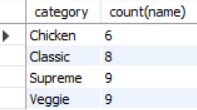 category count(name)
Chicken 6
Classic 8
Supreme 9
Veggie 9